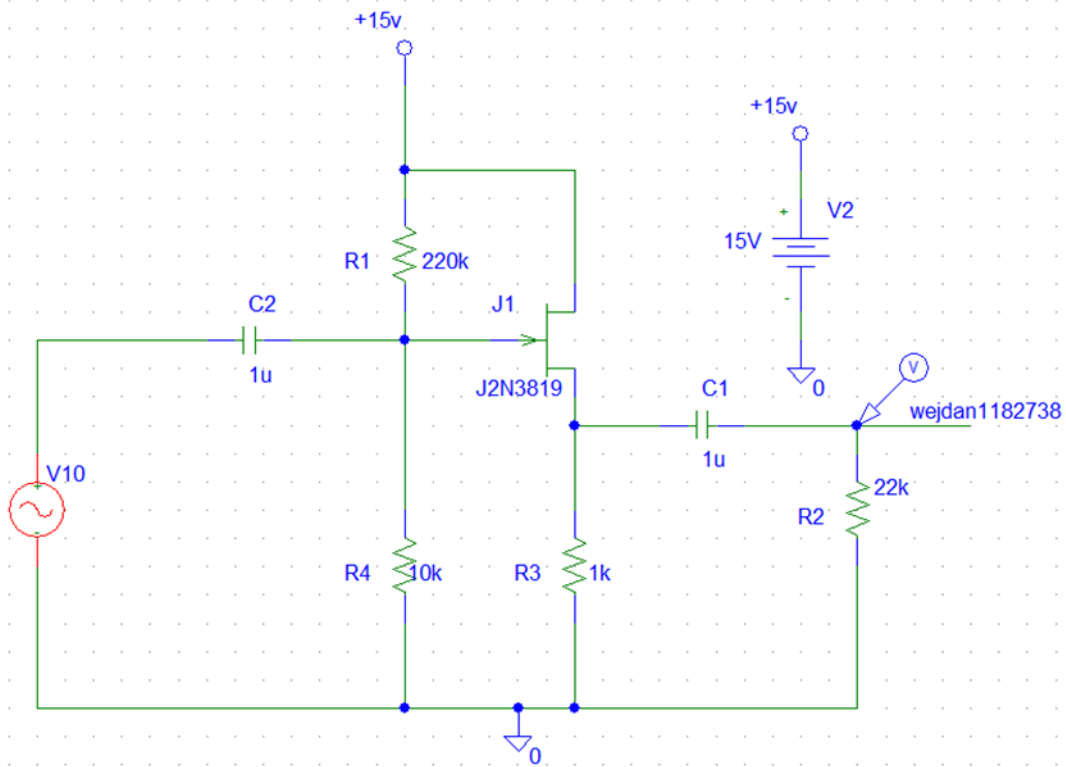 +15v
+15v
V2
15V
+
-
0
R1
220k
C2
1u
J1
J2N3819
C1
1u
V
wejdan1182738
V10
+
-
22k
R2
R4
10k
R3
1k
0